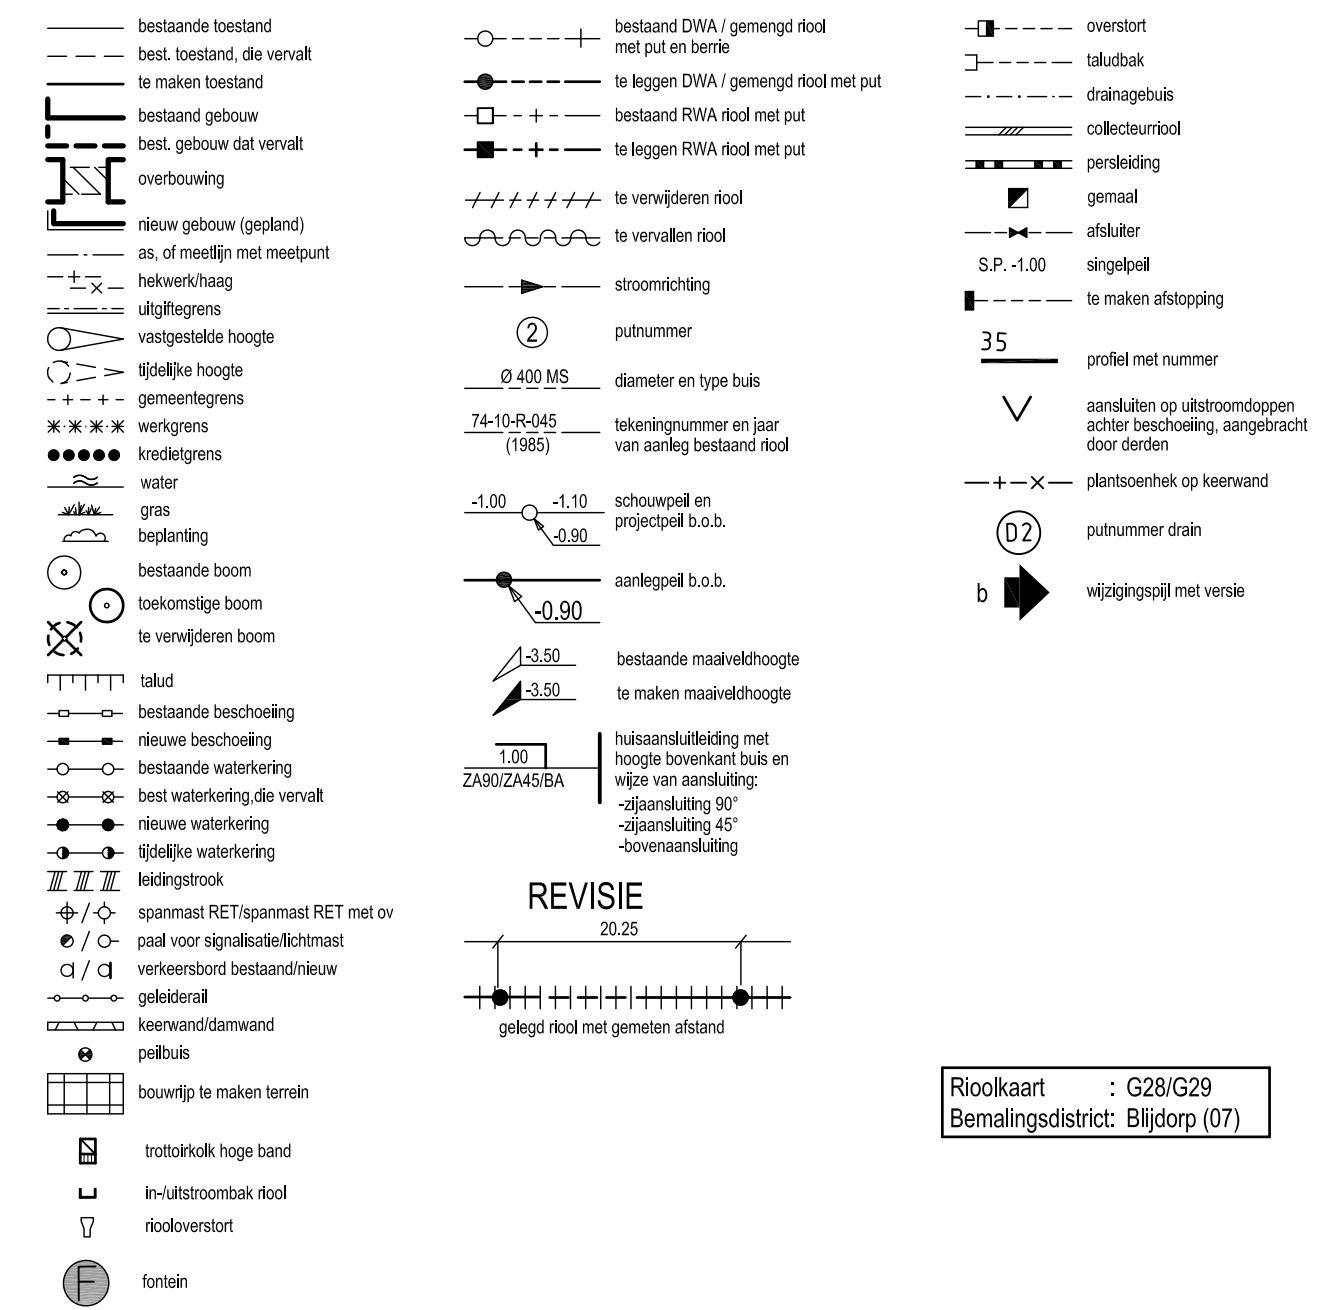 bestaande toestand
best. toestand, die vervalt
te maken toestand
bestaand gebouw
best. gebouw dat vervalt
overbouwing
nieuw gebouw (gepland)
as, of meetlijn met meetpunt
hekwerk/haag
uitgiftegrens
vastgestelde hoogte
tijdelijke hoogte
gemeentegrens
werkgrens
kredietgrens
water
gras
beplanting
bestaande boom
toekomstige boom
te verwijderen boom
talud
bestaande beschoeiing
nieuwe beschoeiing
bestaande waterkering
best waterkering,die vervalt
nieuwe waterkering
tijdelijke waterkering
leidingstrook
spanmast RET/spanmast RET met ov
paal voor signalisatie/lichtmast
verkeersbord bestaand/nieuw
geleiderail
keerwand/damwand
peilbuis
bouwrijp te maken terrein
trottoirkolk hoge band
in-/uitstroombak riool
riooloverstort
F fontein
bestaand DWA / gemengd riool
met put en berrie
te leggen DWA / gemengd riool met put
bestaand RWA riool met put
te leggen RWA riool met put
te verwijderen riool
te vervallen riool
stroomrichting
2 putnummer
Ø 400 MS diameter en type buis
74-10-R-045 tekeningnummer en jaar
(1985) van aanleg bestaand riool
-1.00 -1.10 schouwpeil en
projectpeil b.o.b.
-0.90
aanlegpeil b.o.b.
-0.90
-3.50 bestaande maaiveldhoogte
-3.50 te maken maaiveldhoogte
huisaansluitleiding met
1.00 hoogte bovenkant buis en
ZA90/ZA45/BA wijze van aansluiting:
-zijaansluiting 90°
-zijaansluiting 45°
-bovenaansluiting
REVISIE
20.25
gelegd riool met gemeten afstand
overstort
taludbak
drainagebuis
collecteurriool
persleiding
gemaal
afsluiter
S.P. -1.00 singelpeil
te maken afstopping
35
profiel met nummer
aansluiten op uitstroomdoppen
achter beschoeiing, aangebracht
door derden
plantsoenhek op keerwand
D2 putnummer drain
b wijzigingspijl met versie
Rioolkaart : G28/G29
Bemalingsdistrict: Blijdorp (07)